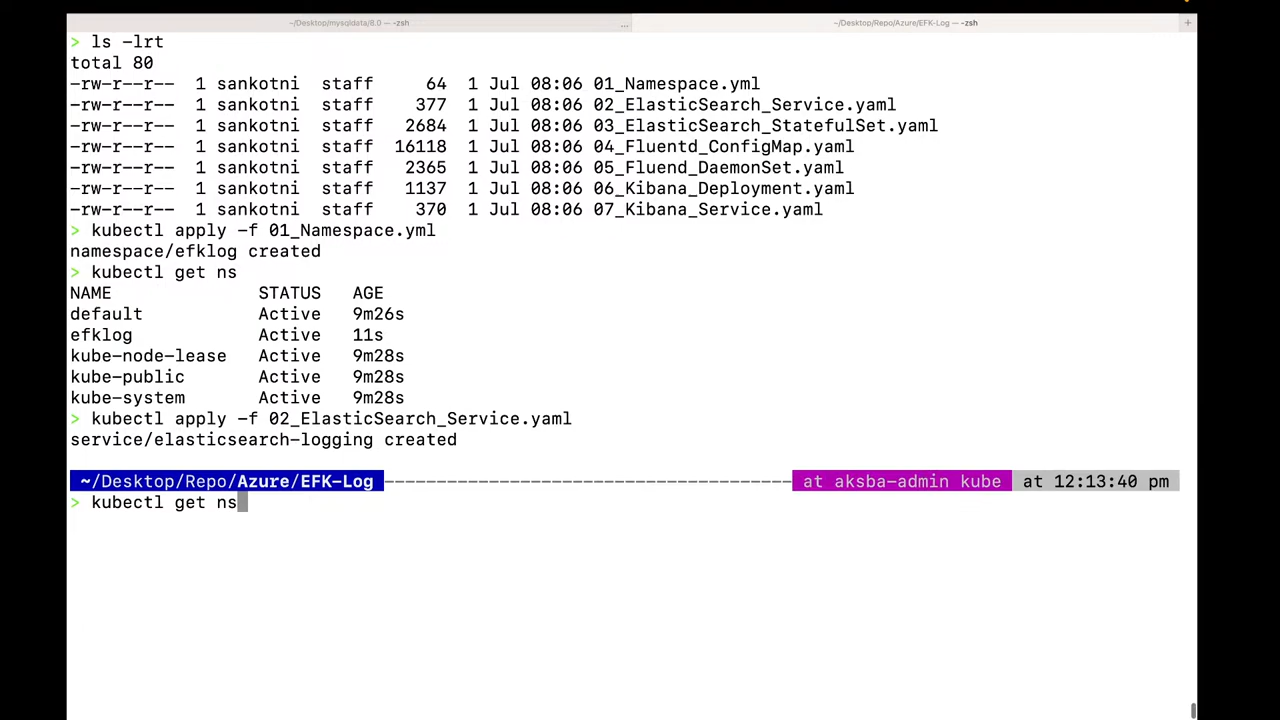 ~/Desktop/mysqldata/8.0 — -zsh
... ~/Desktop/Repo/Azure/EFK-Log — -zsh +
> ls -lrt
total 80
-rw-r--r-- 1 sankotni staff 64 1 Jul 08:06 01_Namespace.yml
-rw-r--r-- 1 sankotni staff 377 1 Jul 08:06 02_ElasticSearch_Service.yaml
-rw-r--r-- 1 sankotni staff 2684 1 Jul 08:06 03_ElasticSearch_StatefulSet.yaml
-rw-r--r-- 1 sankotni staff 16118 1 Jul 08:06 04_Fluentd_ConfigMap.yaml
-rw-r--r-- 1 sankotni staff 2365 1 Jul 08:06 05_Fluend_DaemonSet.yaml
-rw-r--r-- 1 sankotni staff 1137 1 Jul 08:06 06_Kibana_Deployment.yaml
-rw-r--r-- 1 sankotni staff 370 1 Jul 08:06 07_Kibana_Service.yaml
> kubectl apply -f 01_Namespace.yml
namespace/efklog created
> kubectl get ns
NAME STATUS AGE
default Active 9m26s
efklog Active 11s
kube-node-lease Active 9m28s
kube-public Active 9m28s
kube-system Active 9m28s
> kubectl apply -f 02_ElasticSearch_Service.yaml
service/elasticsearch-logging created
~/Desktop/Repo/Azure/EFK-Log at aksba-admin kube at 12:13:40 pm
> kubectl get ns